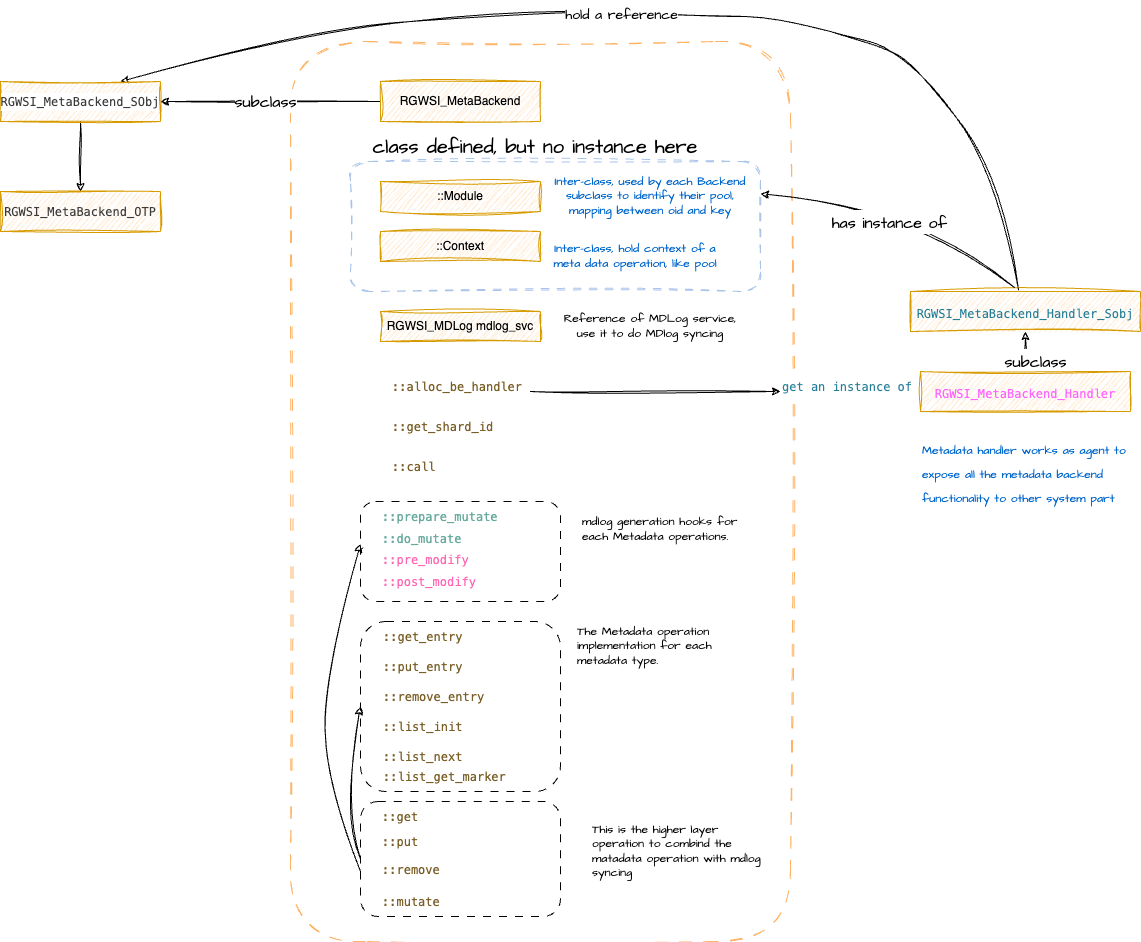 hold a reference
RGWSI_MetaBackend_SObj
subclass
RGWSI_MetaBackend
class defined, but no instance here
::Module
Inter-class, used by each Backend
subclass to identify their pool,
mapping between oid and key
RGWSI_MetaBackend_OTP
::Context
Inter-class, hold context of a
meta data operation, like pool
has instance of
RGWSI_MetaBackend_Handler_Sobj
RGWSI_MDLog mdlog_svc
Reference of MDLog service,
use it to do MDlog syncing
subclass
::alloc_be_handler
get an instance of
RGWSI_MetaBackend_Handler
::get_shard_id
::call
Metadata handler works as agent to
expose all the metadata backend
functionality to other system part
::prepare_mutate
::do_mutate
::pre_modify
::post_modify
mdlog generation hooks for
each Metadata operations.
::get_entry
::put_entry
::remove_entry
::list_init
::list_next
::list_get_marker
The Metadata operation
implementation for each
metadata type.
::get
::put
::remove
::mutate
This is the higher layer
operation to combind the
matadata operation with mdlog
syncing